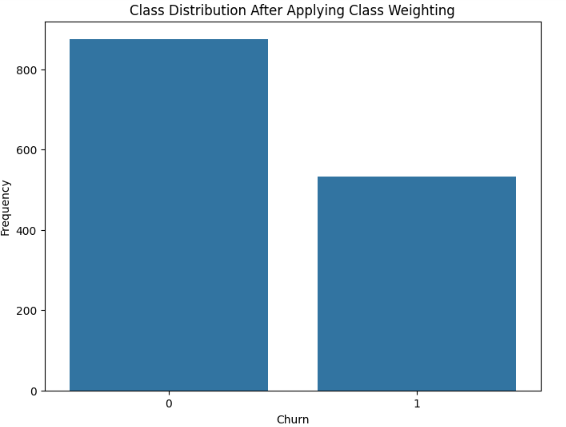 Class Distribution After Applying Class Weighting
800
600
400
200
0
Frequency
0 1
Churn